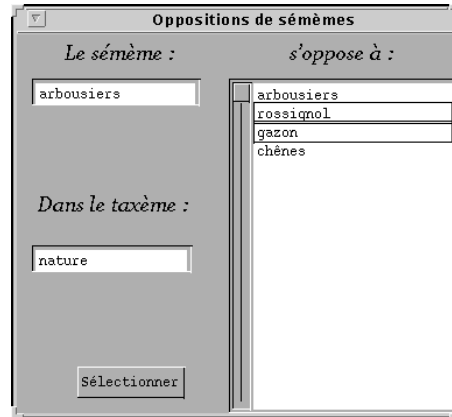 Oppositions de sémèmes
Le sémème :
s'oppose à :
arbousiers
arbousiers
rossignol
gazon
chênes
Dans le taxème :
nature
Sélectionner